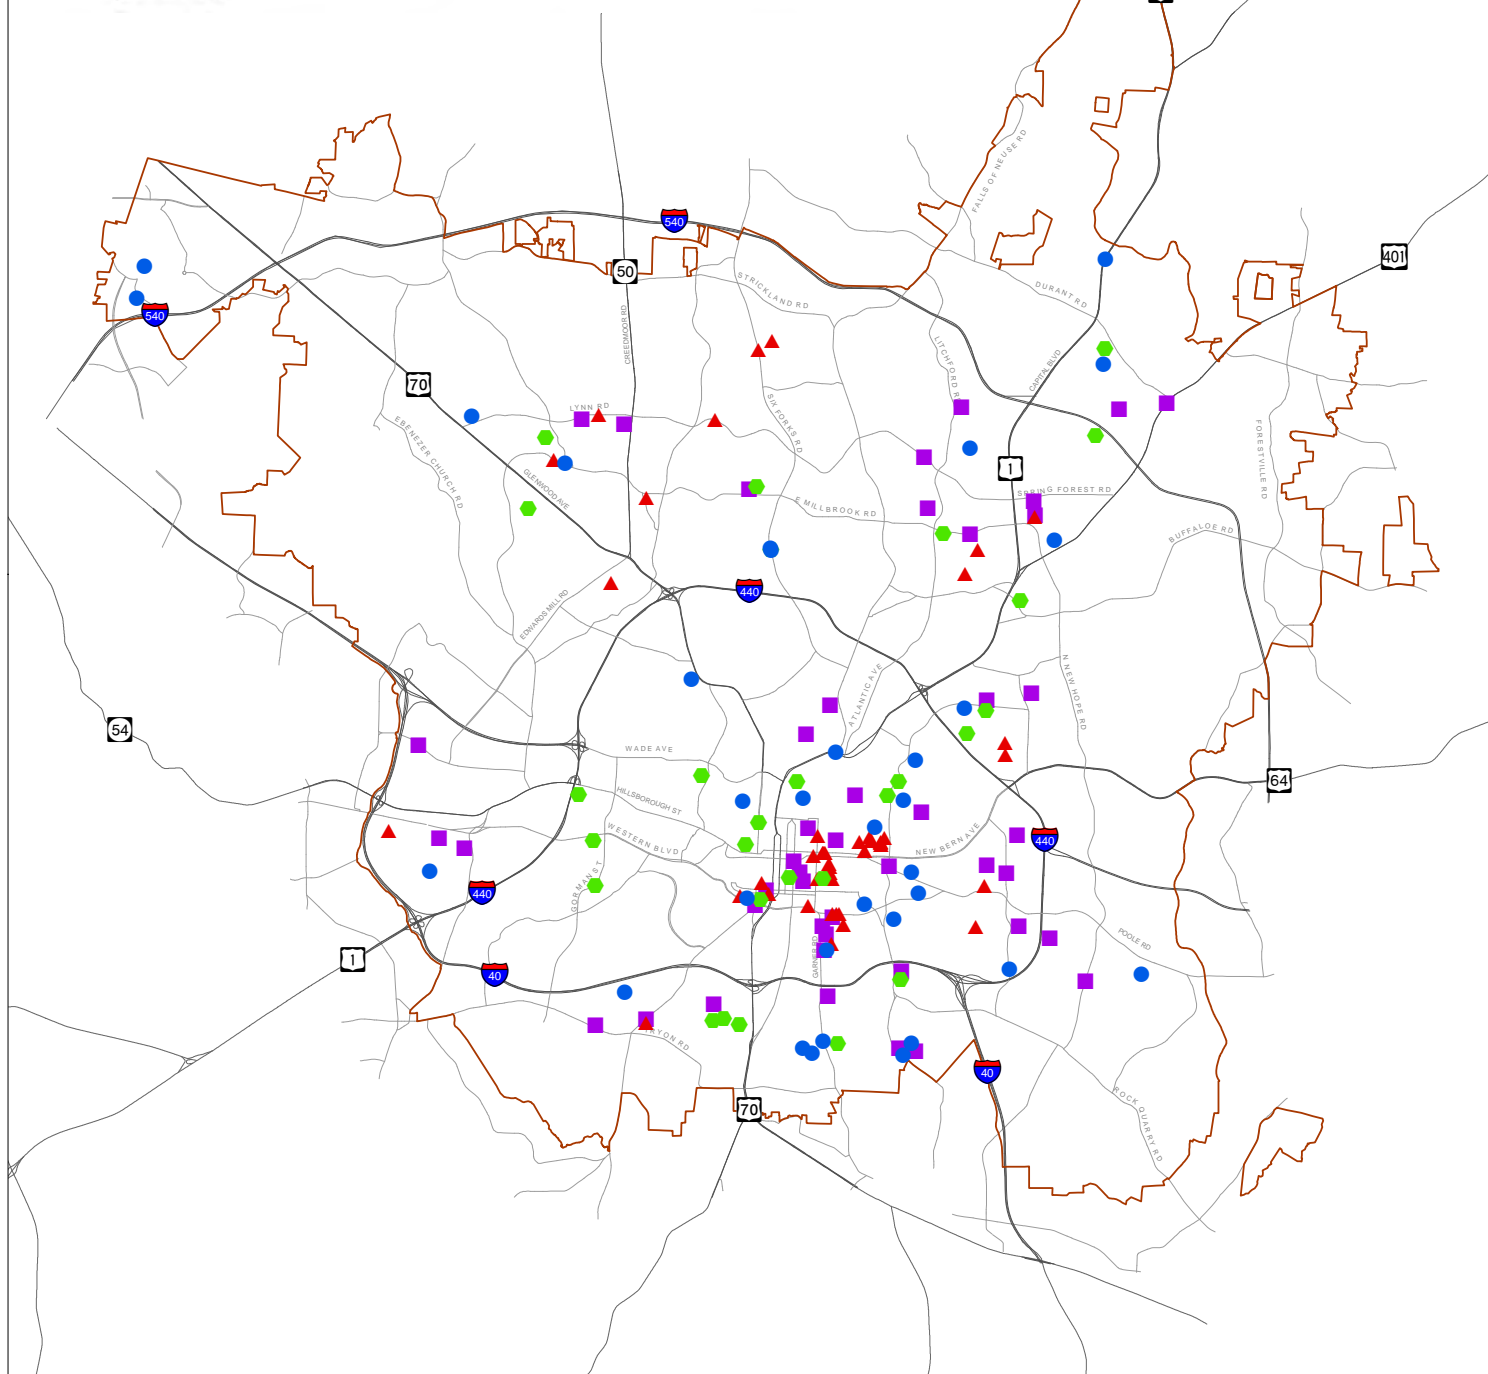 FALLS OF NEUSE RD
540
401
50
STRICKLAND RD
DURANT RD
540
CREEDMOOR RD
LITCHFORD RD
CAPITAL BLVD
70
LYNN RD
SIX FORKS RD
EBENEZER CHURCH RD
FORESTVILLE RD
1
GLENWOOD AVE
SPRING FOREST RD
E MILLBROOK RD
BUFFALOE RD
440
EDWARDS MILL RD
N NEW HOPE RD
ATLANTIC AVE
54
WADE AVE
64
HILLSBOROUGH ST
WESTERN BLVD
NEW BERN AVE
440
GORMAN ST
440
POOLE RD
1
GARNER RD
40
TRYON RD
40
ROCK QUARRY RD
70